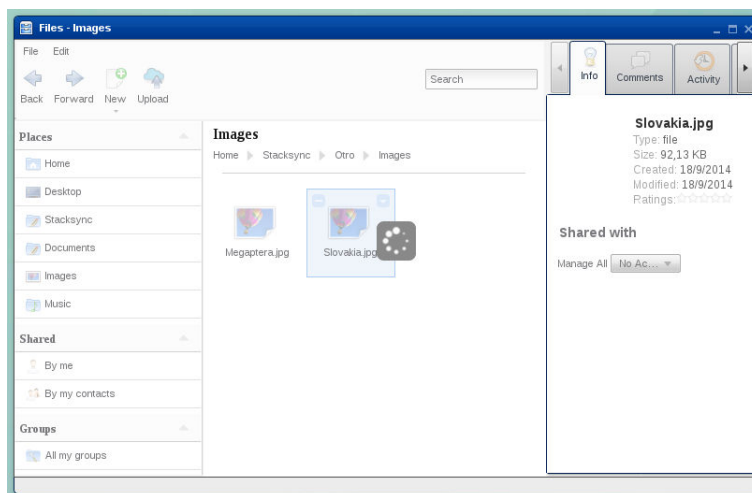 Files - Images
File Edit
Back Forward New Upload
Search
Info Comments Activity
Places
Home
Desktop
Stacksync
Documents
Images
Music
Shared
By me
By my contacts
Groups
All my groups
Images
Home Stacksync Otro Images
Megaptera.jpg Slovakia.jpg
Slovakia.jpg
Type: file
Size: 92,13 KB
Created: 18/9/2014
Modified: 18/9/2014
Ratings:
Shared with
Manage All No Ac...